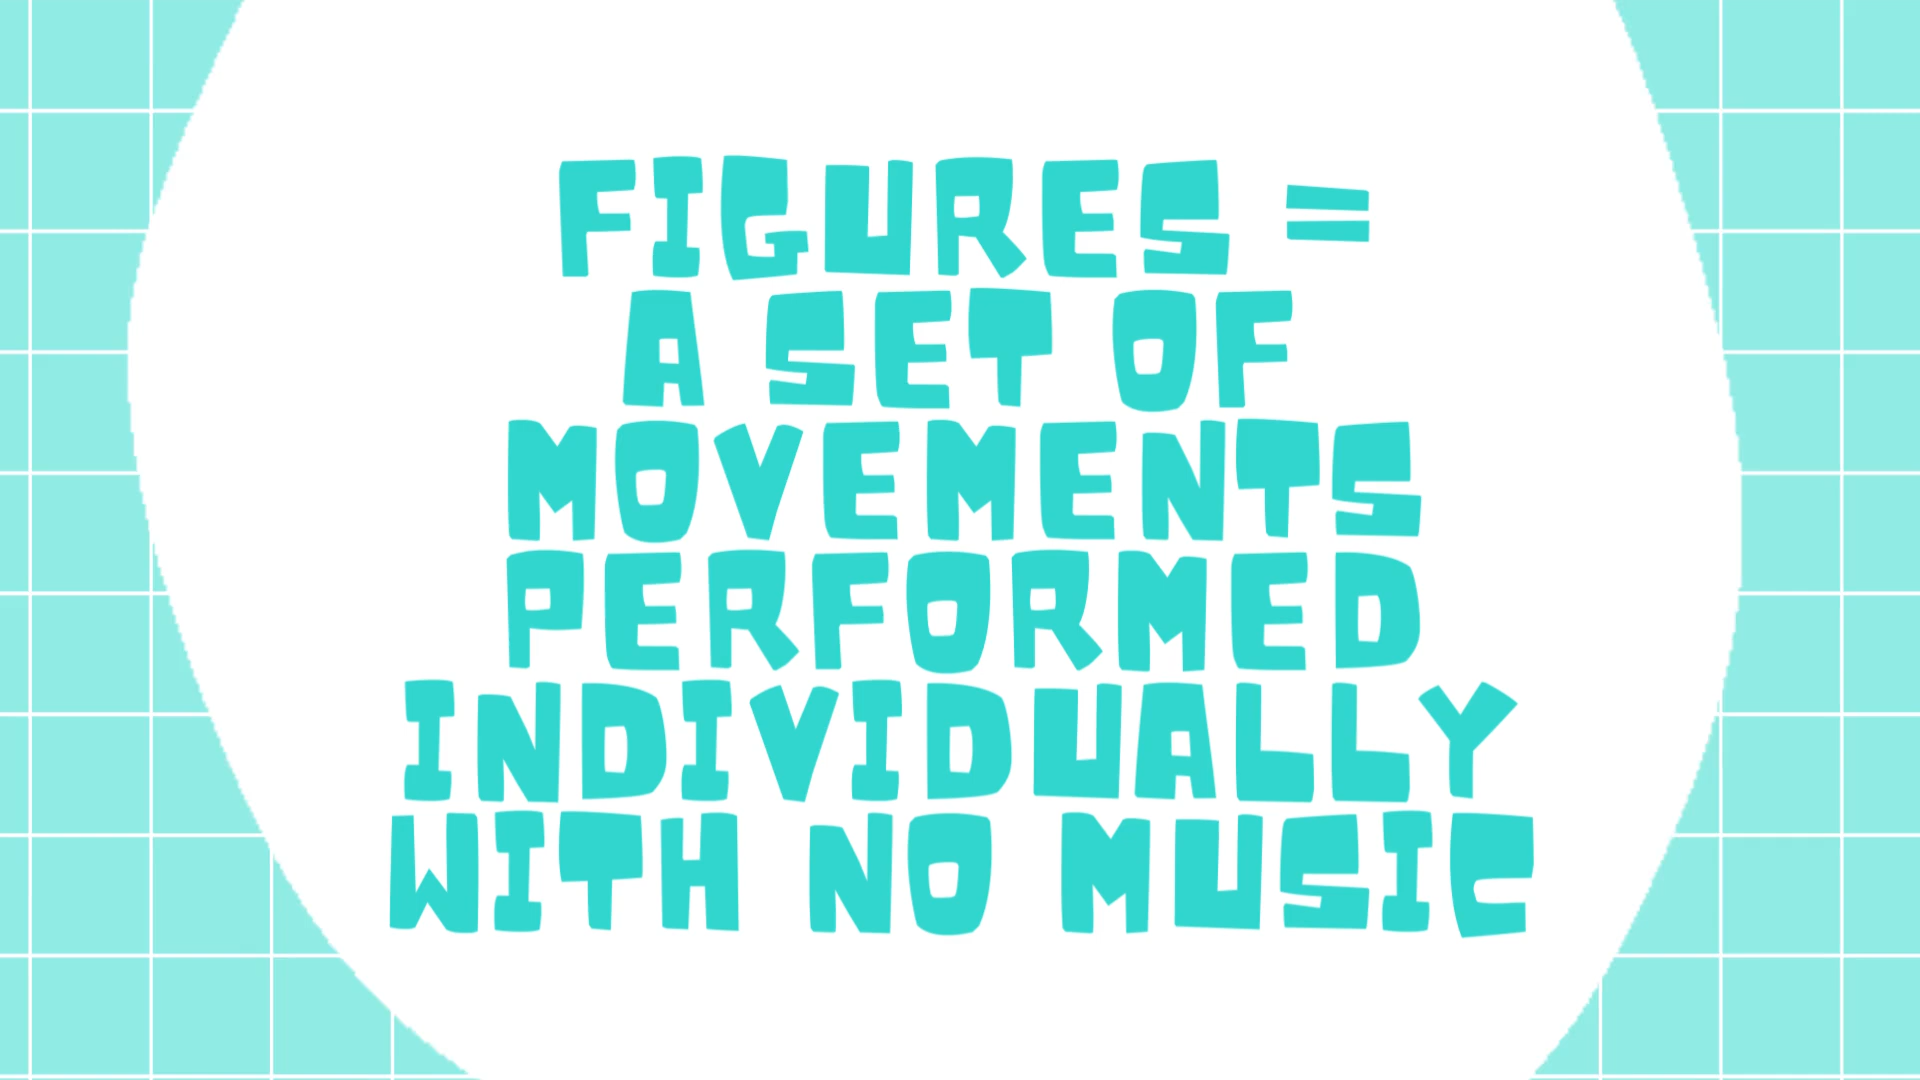 FIGURES =
A SET OF
MOVEMENTS
PERFORMED
INDIVIDUALLY
WITH NO MUSIC